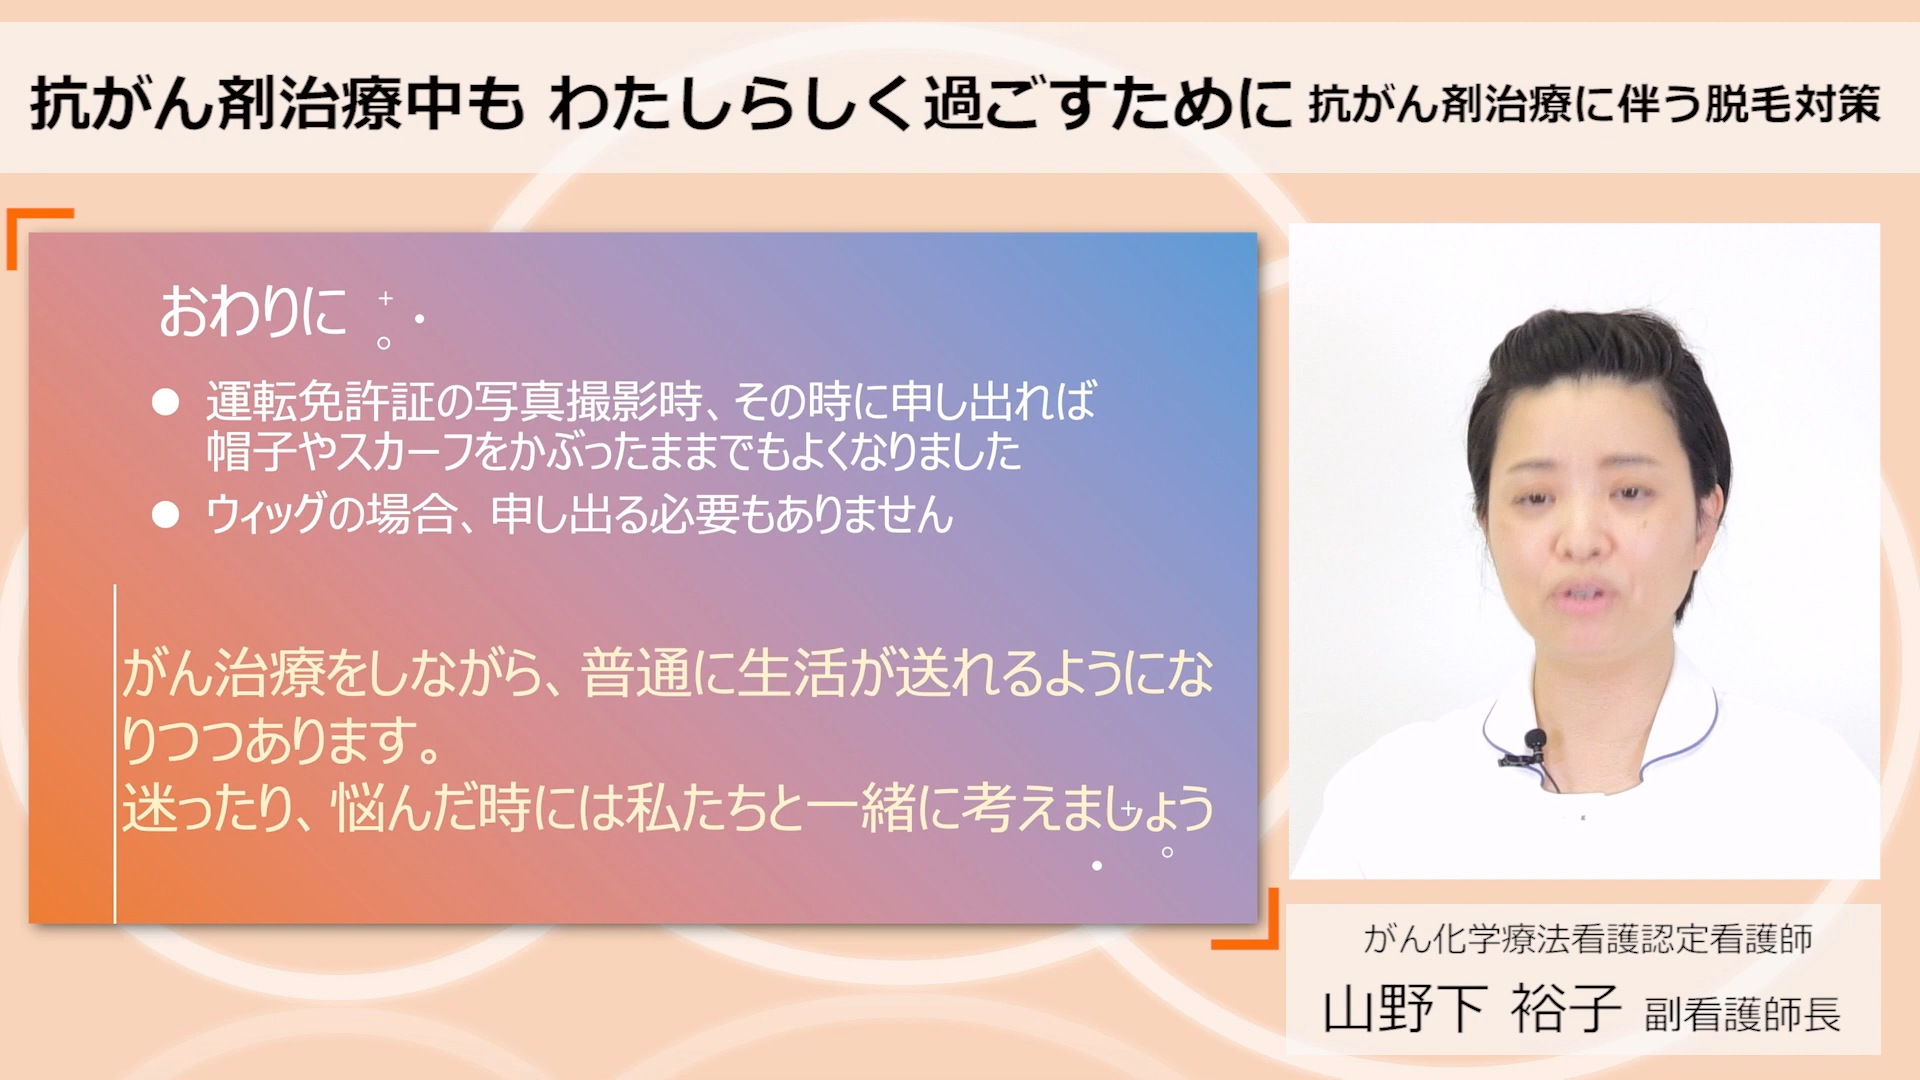 抗がん剤治療中も わたしらしく過ごすために 抗がん剤治療に伴う脱毛対策
おわりに
● 運転免許証の写真撮影時、その時に申し出れば
帽子やスカーフをかぶったままでもよくなりました
● ウィッグの場合、申し出る必要もありません
がん治療をしながら、普通に生活が送れるようにな
りつつあります。
迷ったり、悩んだ時には私たちと一緒に考えましょう
がん化学療法看護認定看護師
山野下 裕子 副看護師長